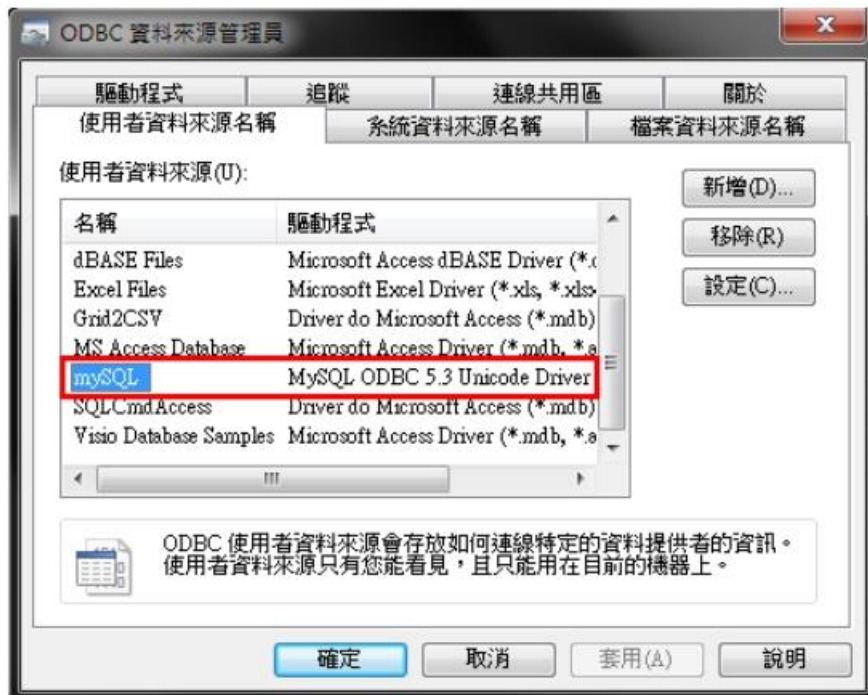 ODBC 資料來源管理員
驅動程式 追蹤 連線共用區 關於
使用者資料來源名稱 系統資料來源名稱 檔案資料來源名稱
使用者資料來源(U):
新增(D)...
移除(R)
設定(C)...
名稱 驅動程式
dBASE Files Microsoft Access dBASE Driver (*.
Excel Files Microsoft Excel Driver (*.xls, *.xlsx
Grid2CSV Driver do Microsoft Access (*.mdb)
MS Access Database Microsoft Access Driver (*.mdb, *.a
mySQL MySQL ODBC 5.3 Unicode Driver
SQLCmdAccess Driver do Microsoft Access (*.mdb)
Visio Database Samples Microsoft Access Driver (*.mdb, *.a
ODBC 使用者資料來源會存放如何連線特定的資料提供者的資訊。
使用者資料來源只有您能看見，且只能用在目前的機器上。
確定 取消 套用(A) 說明